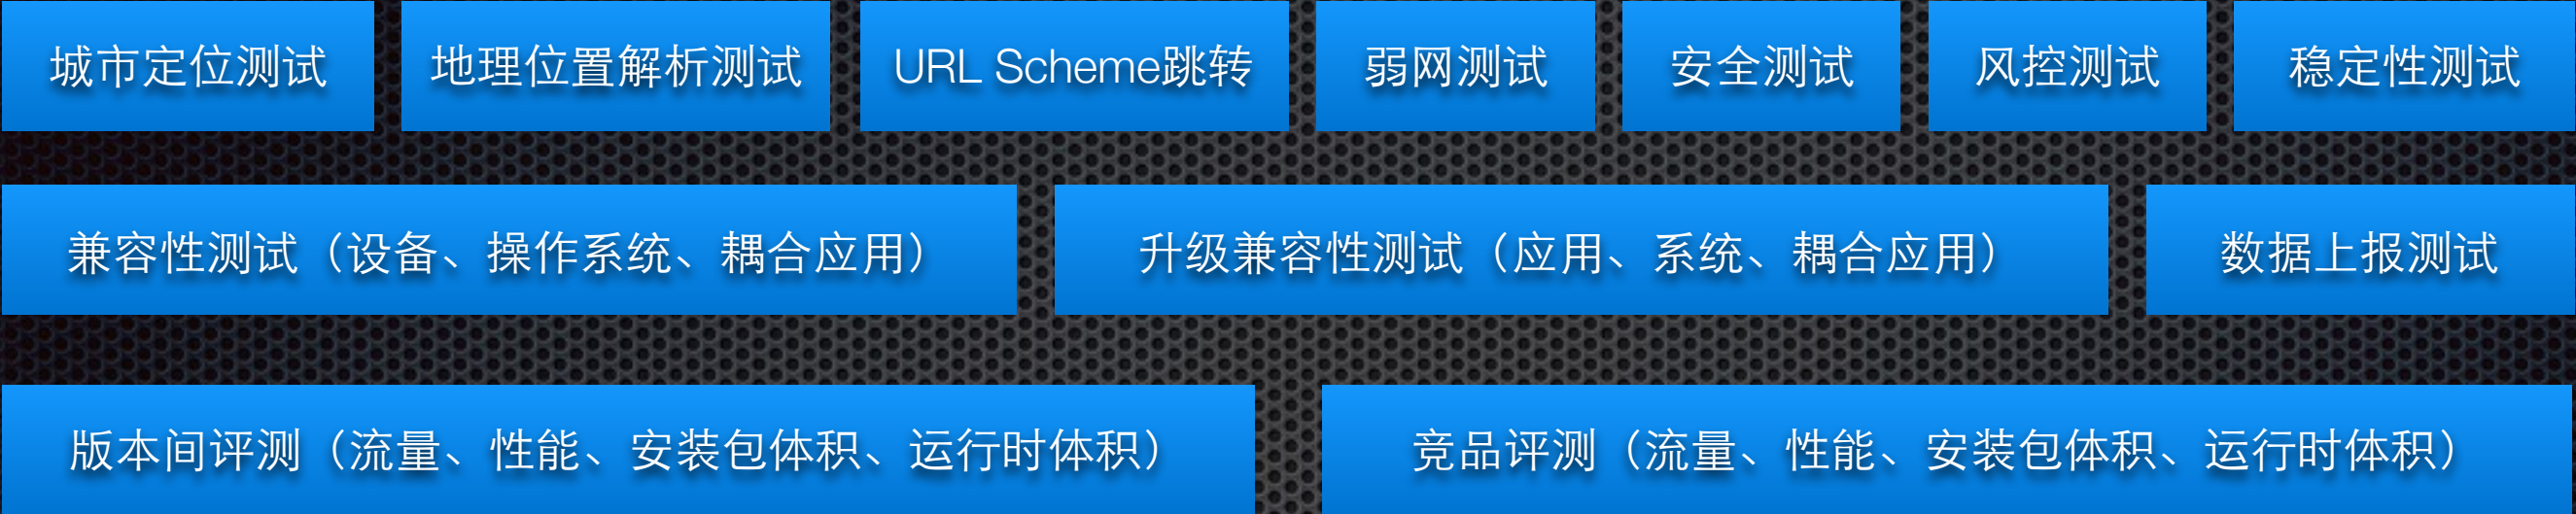 城市定位测试
地理位置解析测试
URL Scheme跳转
弱网测试
安全测试
风控测试
稳定性测试
兼容性测试（设备、操作系统、耦合应用）
升级兼容性测试（应用、系统、耦合应用）
数据上报测试
版本间评测（流量、性能、安装包体积、运行时体积）
竞品评测（流量、性能、安装包体积、运行时体积）